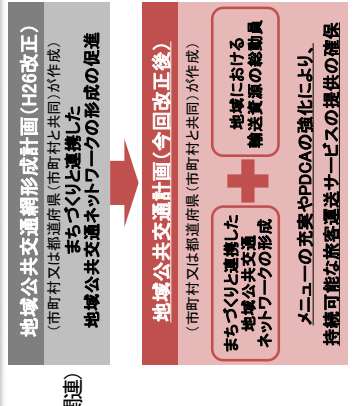 地域公共交通網形成計画(H26改正)
(市町村又は都道府県(市町村と共同)が作成)
まちづくりと連携した
地域公共交通ネットワークの形成の促進
地域公共交通計画(今回改正後)
(市町村又は都道府県(市町村と共同)が作成)
まちづくりと連携した
地域公共交通
ネットワークの形成
地域における
輸送資源の総動員
メニューの充実やPDCAの強化により、
持続可能な旅客運送サービスの提供の確保
関連)